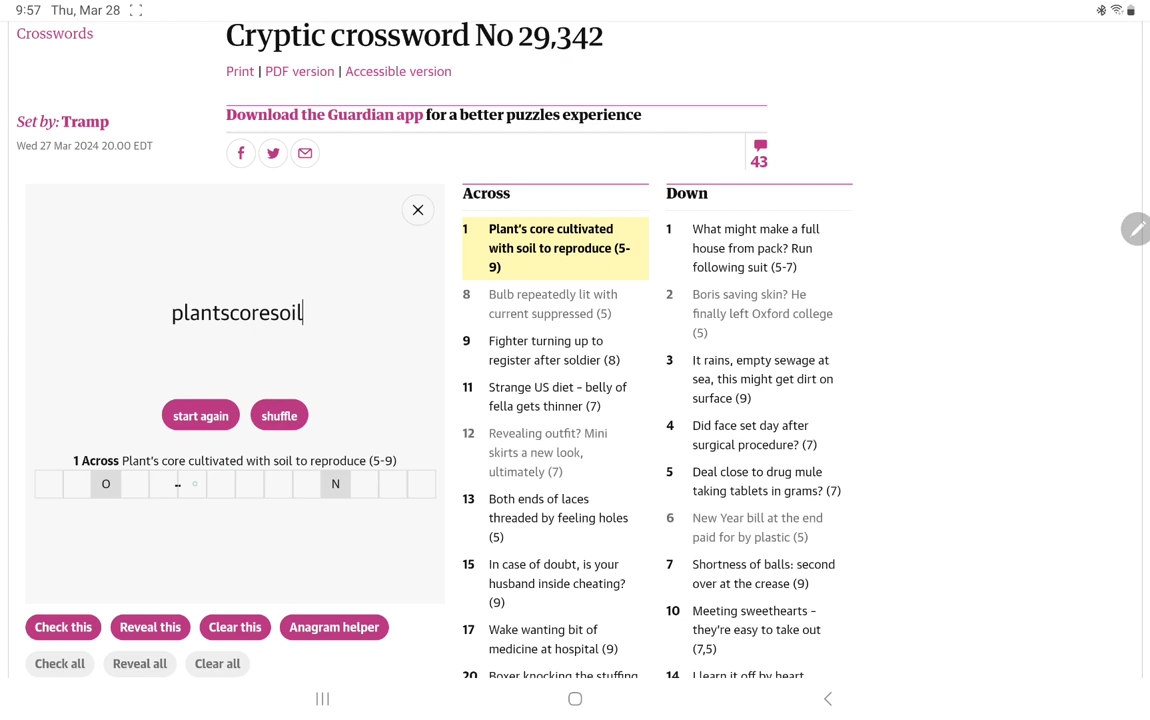 9:57 Thu, Mar 28
Crosswords
Cryptic crossword No 29,342
Print | PDF version | Accessible version
Set by: Tramp
Wed 27 Mar 2024 20.00 EDT
Download the Guardian app for a better puzzles experience
43
plantscoresoil
start again
shuffle
1 Across Plant's core cultivated with soil to reproduce (5-9)
O
N
Check this
Reveal this
Clear this
Anagram helper
Check all
Reveal all
Clear all
Across
1 Plant's core cultivated
with soil to reproduce (5-
9)
8 Bulb repeatedly lit with
current suppressed (5)
9 Fighter turning up to
register after soldier (8)
11 Strange US diet – belly of
fella gets thinner (7)
12 Revealing outfit? Mini
skirts a new look,
ultimately (7)
13 Both ends of laces
threaded by feeling holes
(5)
15 In case of doubt, is your
husband inside cheating?
(9)
17 Wake wanting bit of
medicine at hospital (9)
20 Boxer knocking the stuffing
Down
1 What might make a full
house from pack? Run
following suit (5-7)
2 Boris saving skin? He
finally left Oxford college
(5)
3 It rains, empty sewage at
sea, this might get dirt on
surface (9)
4 Did face set day after
surgical procedure? (7)
5 Deal close to drug mule
taking tablets in grams? (7)
6 New Year bill at the end
paid for by plastic (5)
7 Shortness of balls: second
over at the crease (9)
10 Meeting sweethearts –
they're easy to take out
(7,5)
14 I learn it off by heart